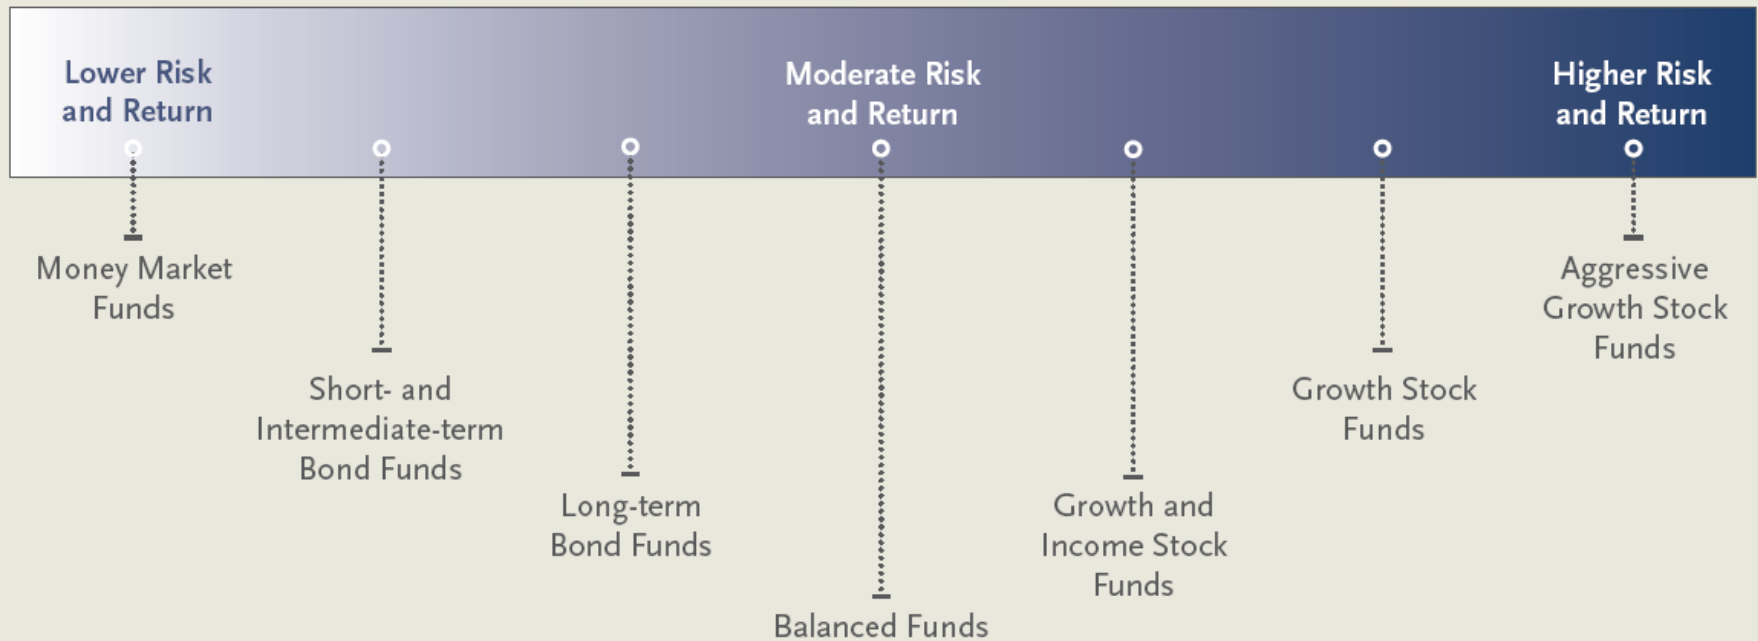 Lower Risk
and Return
Moderate Risk
and Return
Higher Risk
and Return
Money Market
Funds
Short- and
Intermediate-term
Bond Funds
Long-term
Bond Funds
Balanced Funds
Growth and
Income Stock
Funds
Growth Stock
Funds
Aggressive
Growth Stock
Funds